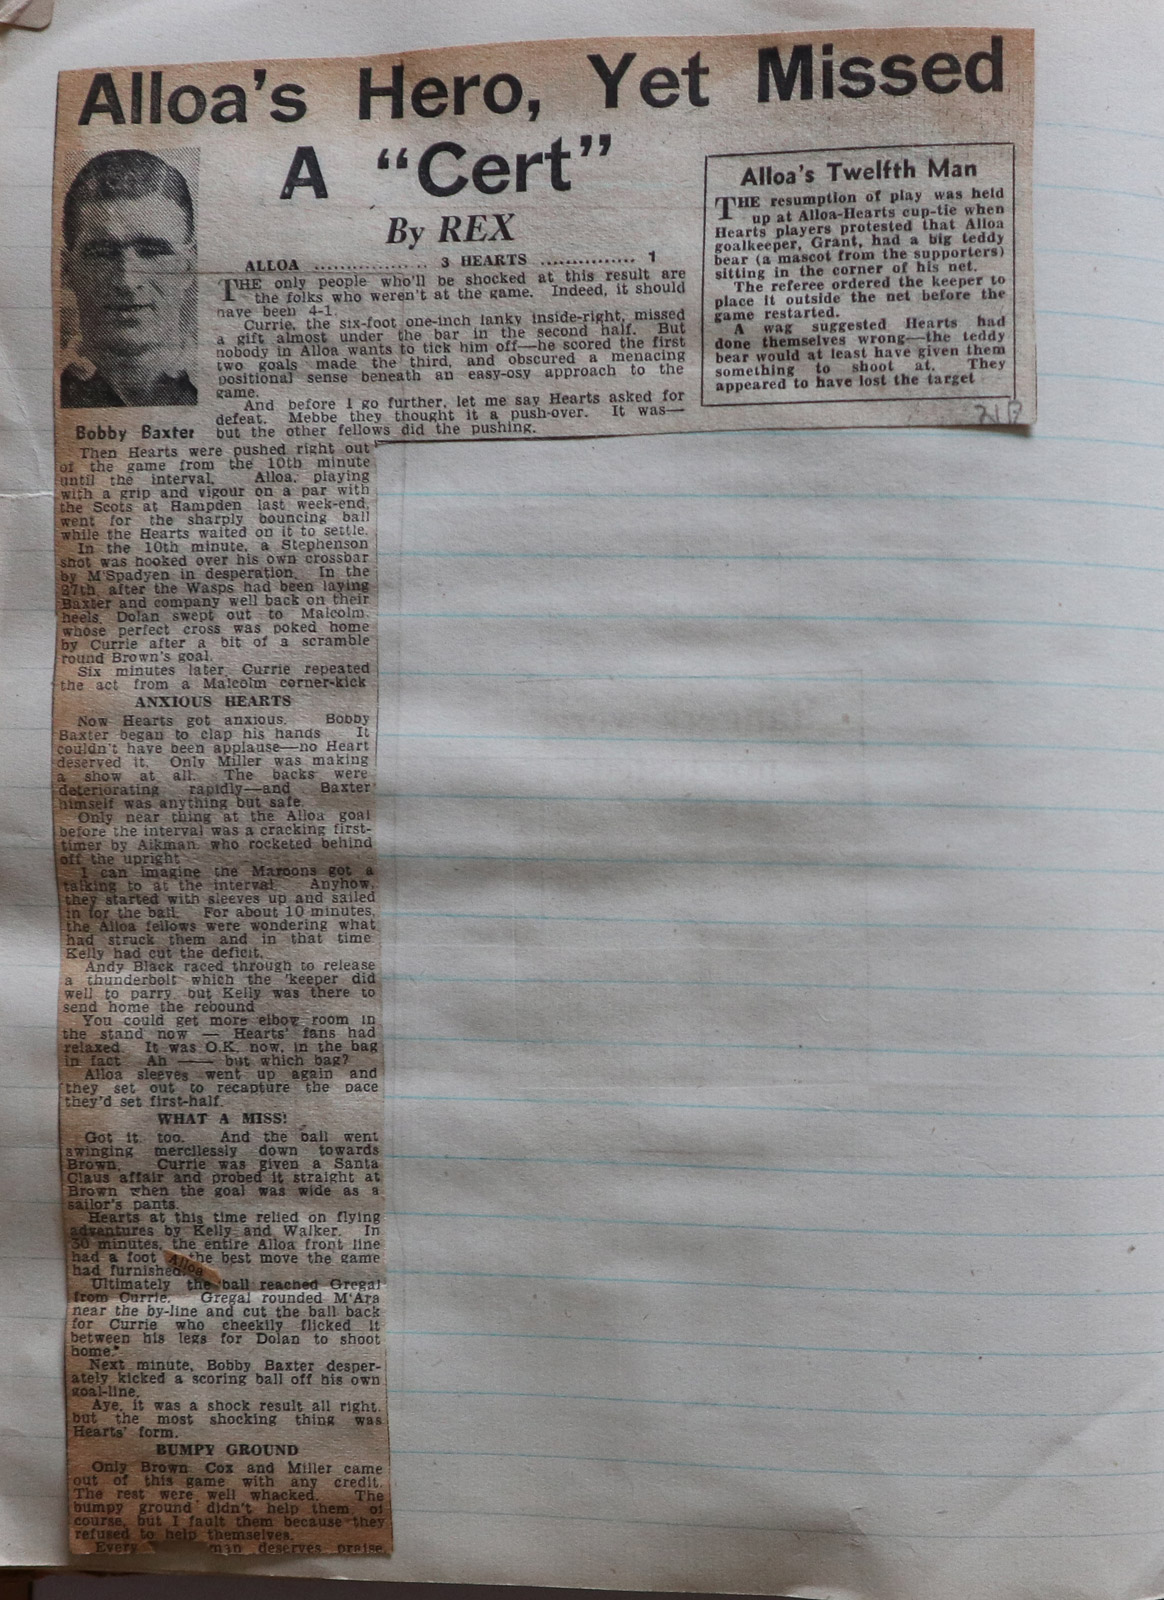 Alloa's Hero, Yet Missed
A "Cert"
By REX
ALLOA ................ 3 HEARTS .............. 1
THE only people who'll be shocked at this result are
the folks who weren't at the game. Indeed, it should
have been 4-1.
Currie, the six-foot one-inch lanky inside-right, missed
a gift almost under the bar in the second half. But
nobody in Alloa wants to tick him off—he scored the first
two goals made the third, and obscured a menacing
positional sense beneath an easy-osy approach to the
game.
And before I go further, let me say Hearts asked for
defeat. Mebbe they thought it a push-over. It was—
but the other fellows did the pushing.
Bobby Baxter
Then Hearts were pushed right out
of the game from the 10th minute
until the interval. Alloa, playing
with a grip and vigour on a par with
the Scots at Hampden last week-end,
went for the sharply bouncing ball
while the Hearts waited on it to settle.
In the 10th minute, a Stephenson
shot was hooked over his own crossbar
by M'Spadyen in desperation. In the
27th, after the Wasps had been laying
Baxter and company well back on their
heels, Dolan swept out to Malcolm,
whose perfect cross was poked home
by Currie after a bit of a scramble
round Brown's goal.
Six minutes later, Currie repeated
the act from a Malcolm corner-kick
ANXIOUS HEARTS
Now Hearts got anxious. Bobby
Baxter began to clap his hands It
couldn't have been applause—no Heart
deserved it. Only Miller was making
a show at all. The backs were
deteriorating rapidly—and Baxter
himself was anything but safe.
Only near thing at the Alloa goal
before the interval was a cracking first-
timer by Aikman, who rocketed behind
off the upright
I can imagine the Maroons got a
talking to at the interval. Anyhow,
they started with sleeves up and sailed
in for the ball. For about 10 minutes,
the Alloa fellows were wondering what
had struck them and in that time
Kelly had cut the deficit.
Andy Black raced through to release
a thunderbolt which the 'keeper did
well to parry but Kelly was there to
send home the rebound
You could get more elbow room in
the stand now — Hearts' fans had
relaxed. It was O.K. now, in the bag
in fact Ah —— but which bag?
Alloa sleeves went up again and
they set out to recapture the pace
they'd set first-half.
WHAT A MISS!
Got it, too. And the ball went
swinging mercilessly down towards
Brown. Currie was given a Santa
Claus affair and probed it straight at
Brown when the goal was wide as a
sailor's pants.
Hearts at this time relied on flying
adventures by Kelly and Walker. In
30 minutes, the entire Alloa front line
had a foot the best move the game
had furnished.
Alloa
Ultimately the ball reached Gregal
from Currie. Gregal rounded M'Ara
near the by-line and cut the ball back
for Currie who cheekily flicked it
between his legs for Dolan to shoot
home.
Next minute, Bobby Baxter desper-
ately kicked a scoring ball off his own
goal-line.
Aye, it was a shock result all right,
but the most shocking thing was
Hearts' form.
BUMPY GROUND
Only Brown Cox and Miller came
out of this game with any credit.
The rest were well whacked. The
bumpy ground didn't help them, of
course, but I fault them because they
refused to help themselves.
Every man deserves praise
Alloa's Twelfth Man
THE resumption of play was held
up at Alloa-Hearts cup-tie when
Hearts players protested that Alloa
goalkeeper, Grant, had a big teddy
bear (a mascot from the supporters)
sitting in the corner of his net.
The referee ordered the keeper to
place it outside the net before the
game restarted.
A wag suggested Hearts had
done themselves wrong—the teddy
bear would at least have given them
something to shoot at. They
appeared to have lost the target